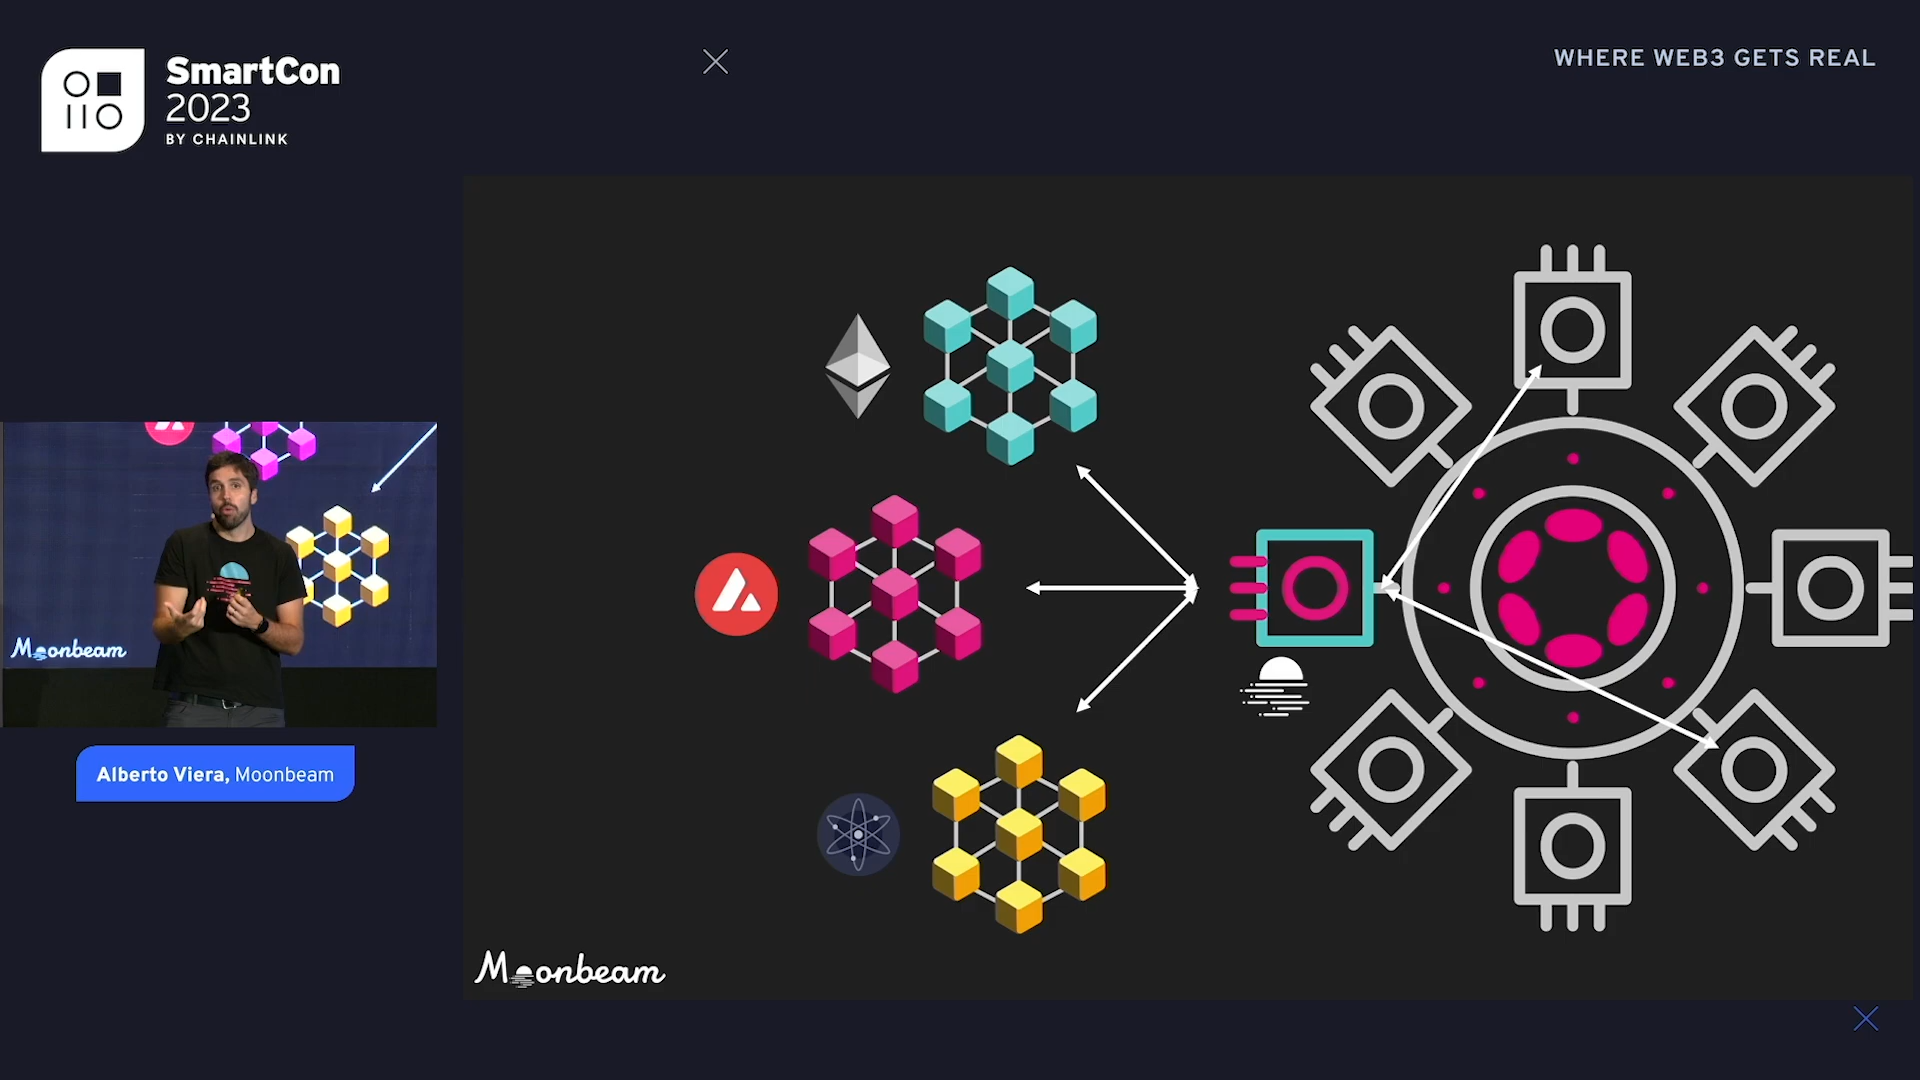 SmartCon
2023
BY CHAINLINK
WHERE WEB3 GETS REAL
Moonbeam
Alberto Viera, Moonbeam
Moonbeam